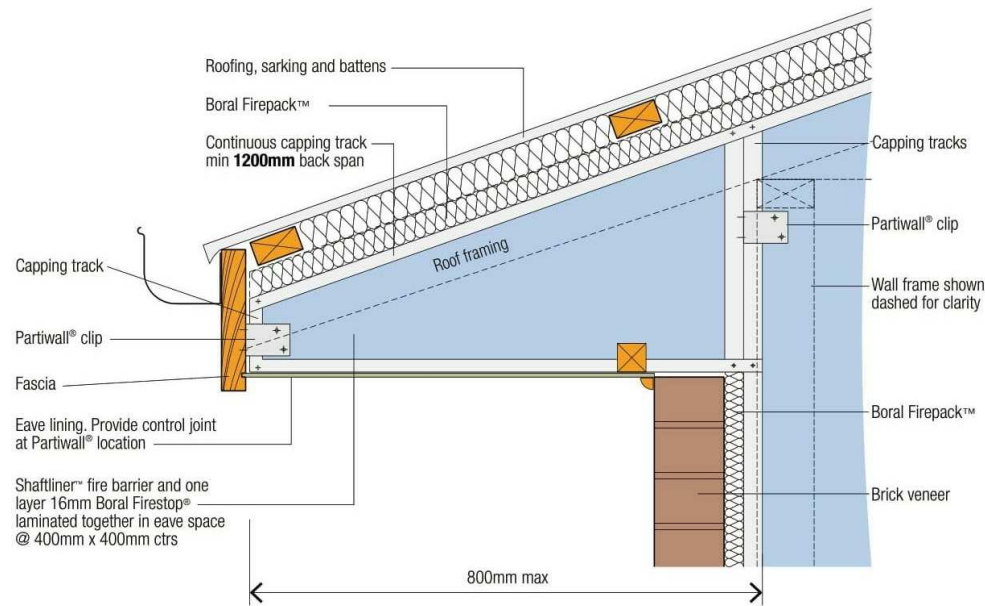 Roofing, sarking and battens
Boral Firepack™
Continuous capping track
min 1200mm back span
Capping tracks
Partiwall® clip
Roof framing
Wall frame shown
dashed for clarity
Capping track
Partiwall® clip
Fascia
Eave lining. Provide control joint
at Partiwall® location
Boral Firepack™
Shaftliner™ fire barrier and one
layer 16mm Boral Firestop®
laminated together in eave space
@ 400mm x 400mm ctrs
Brick veneer
800mm max